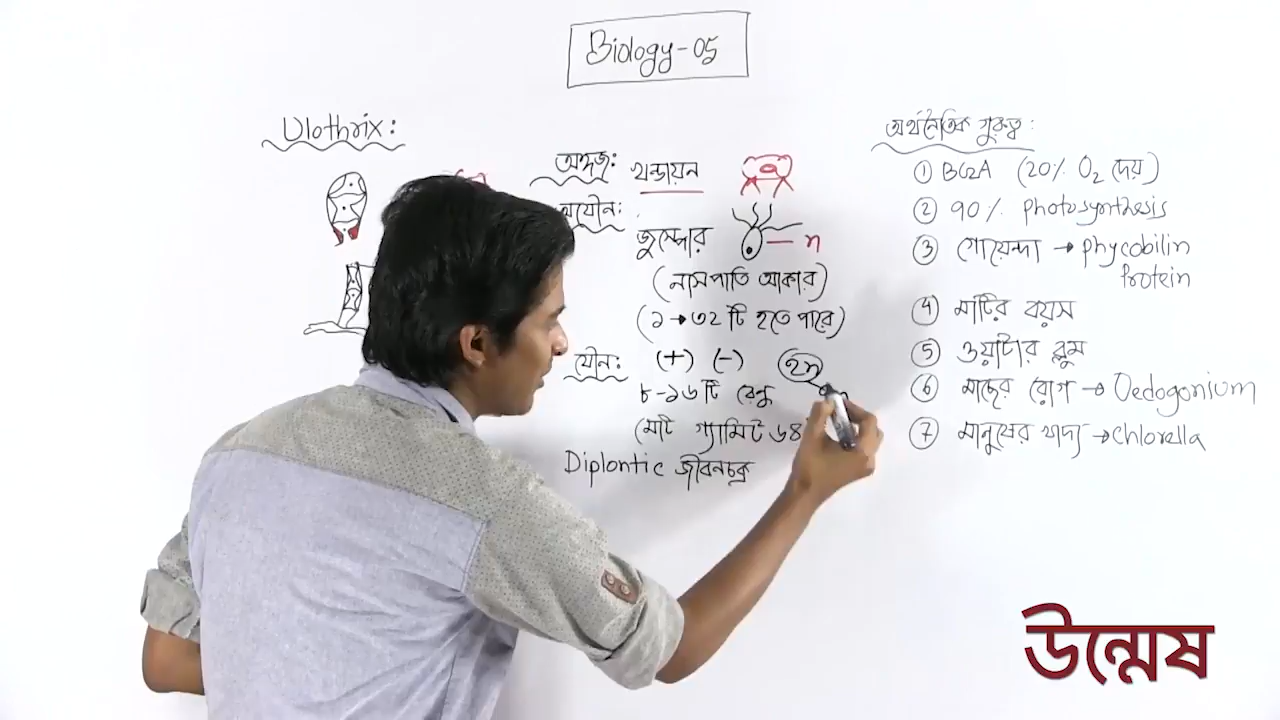 Biology-05
Ulothrix:
অঙ্গজ: খন্ডায়ন
অযৌন:
জুস্পোর
n
(নাসপাতি আকার)
(১→৩২ টি হতে পারে)
যৌন: (+) (-) 2n
৮-১৬ টি রেনু
(মোট গ্যামিট ৬৪
Diplontic জীবনচক্র
অর্থনৈতিক গুরুত্ব:
① BGA (20% O₂ দেয়)
② 90% photosynthesis
③ গোয়েন্দা → phycobilin
Protein
④ মাটির বয়স
⑤ ওয়াটার ব্লুম
⑥ মাছের রোগ → Oedogonium
⑦ মানুষের খাদ্য → chlorella
উন্মেষ